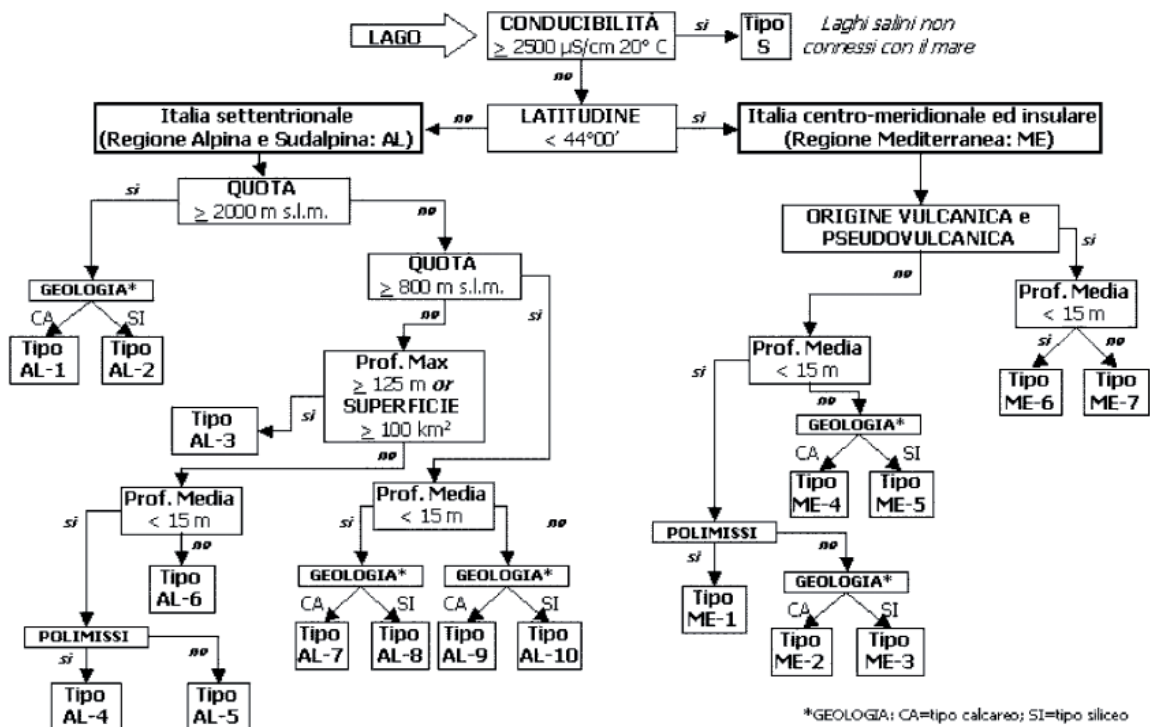 LAGO
CONDUCIBILITÀ
≥ 2500 µS/cm 20° C
si
Tipo
S
Laghi salini non
connessi con il mare
no
Italia settentrionale
(Regione Alpina e Sudalpina: AL)
no
LATITUDINE
< 44°00’
si
Italia centro-meridionale ed insulare
(Regione Mediterranea: ME)
si
QUOTA
≥ 2000 m s.l.m.
no
ORIGINE VULCANICA e
PSEUDOVULCANICA
si
no
QUOTA
≥ 800 m s.l.m.
no
si
GEOLOGIA*
CA
SI
Tipo
AL-1
Tipo
AL-2
Prof. Media
< 15 m
si
no
Tipo
ME-6
Tipo
ME-7
Prof. Max
≥ 125 m or
SUPERFICIE
≥ 100 km²
si
Tipo
AL-3
no
Prof. Media
< 15 m
si
no
GEOLOGIA*
CA
SI
Tipo
ME-4
Tipo
ME-5
Prof. Media
< 15 m
si
no
Tipo
AL-6
Prof. Media
< 15 m
si
no
GEOLOGIA*
GEOLOGIA*
CA
SI
CA
SI
Tipo
AL-7
Tipo
AL-8
Tipo
AL-9
Tipo
AL-10
POLIMISSI
si
no
Tipo
AL-4
Tipo
AL-5
POLIMISSI
si
no
Tipo
ME-1
GEOLOGIA*
CA
SI
Tipo
ME-2
Tipo
ME-3
*GEOLOGIA: CA=tipo calcareo; SI=tipo siliceo